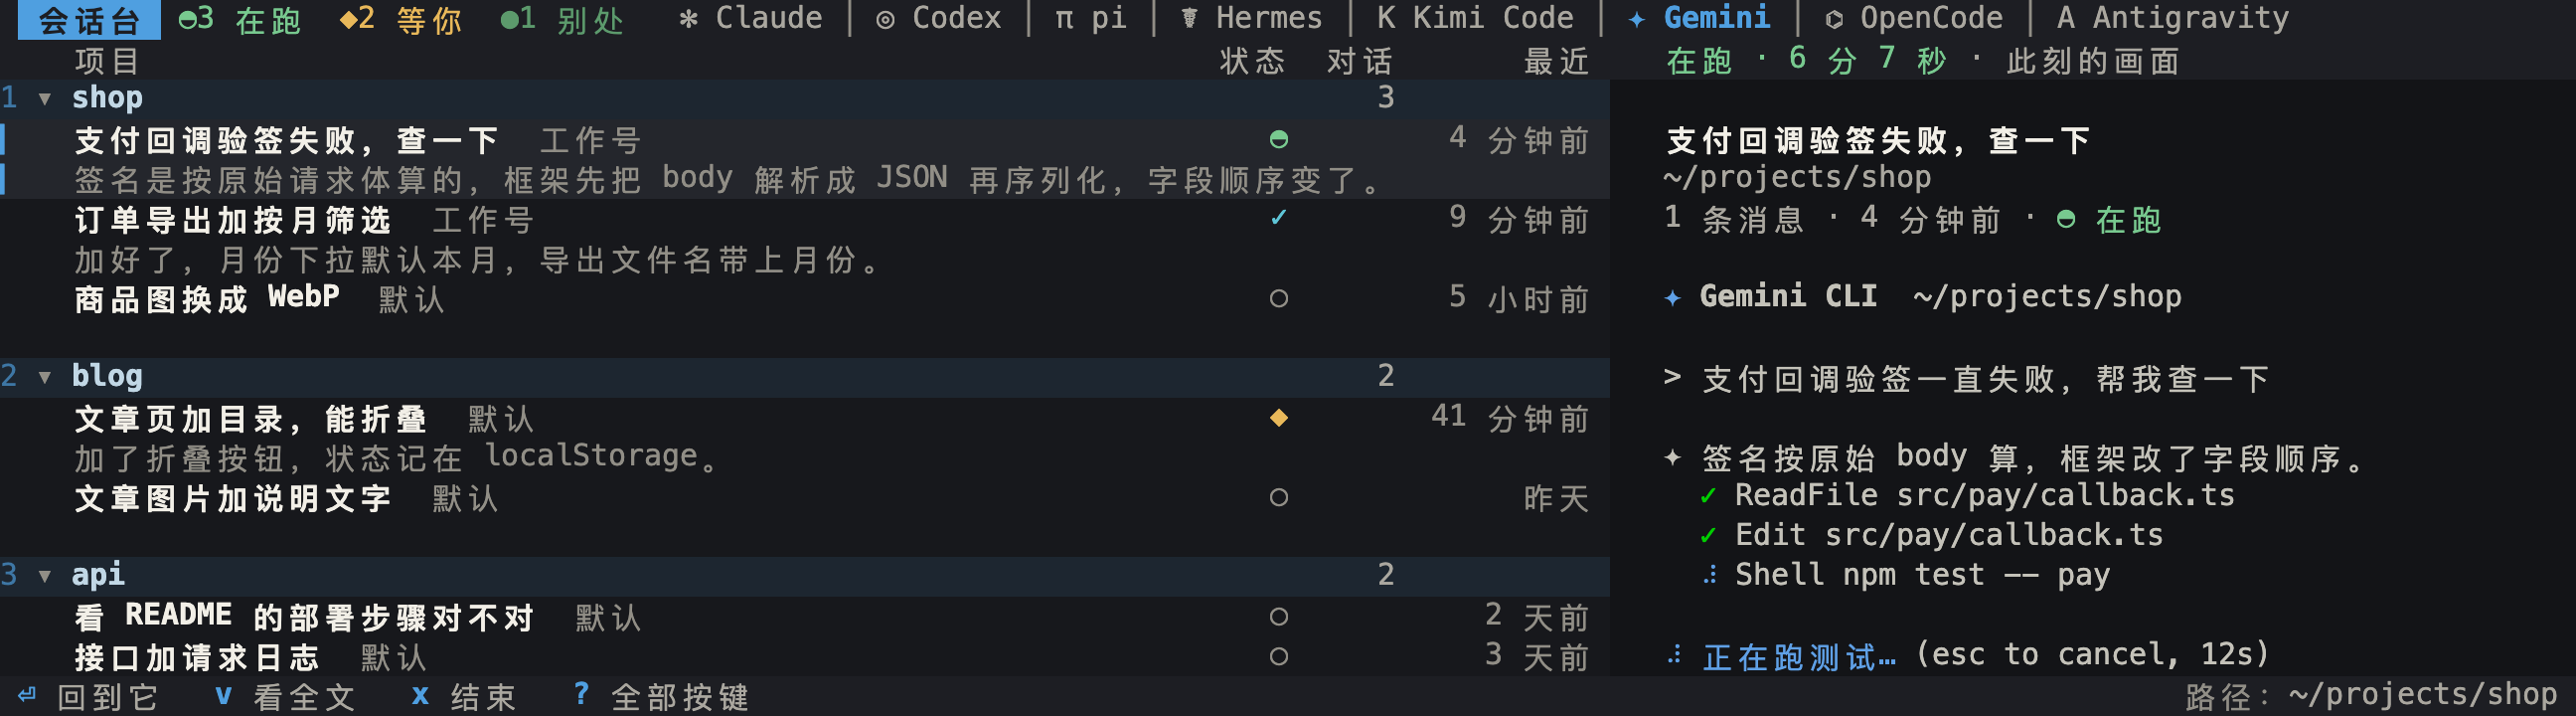 会话台 ◓3 在跑 ◆2 等你 ●1 别处 ✻ Claude │ ◎ Codex │ π pi │ ☤ Hermes │ K Kimi Code │ ✦ Gemini │ ⌬ OpenCode │ A Antigravity
项目 状态 对话 最近
1 ▾ shop 3
支付回调验签失败，查一下 工作号 ◓ 4 分钟前
签名是按原始请求体算的，框架先把 body 解析成 JSON 再序列化，字段顺序变了。
订单导出加按月筛选 工作号 ✓ 9 分钟前
加好了，月份下拉默认本月，导出文件名带上月份。
商品图换成 WebP 默认 ○ 5 小时前
2 ▾ blog 2
文章页加目录，能折叠 默认 ◆ 41 分钟前
加了折叠按钮，状态记在 localStorage。
文章图片加说明文字 默认 ○ 昨天
3 ▾ api 2
看 README 的部署步骤对不对 默认 ○ 2 天前
接口加请求日志 默认 ○ 3 天前
在跑 · 6 分 7 秒 · 此刻的画面
支付回调验签失败，查一下
~/projects/shop
1 条消息 · 4 分钟前 · ◓ 在跑
✦ Gemini CLI ~/projects/shop
> 支付回调验签一直失败，帮我查一下
✦ 签名按原始 body 算，框架改了字段顺序。
✓ ReadFile src/pay/callback.ts
✓ Edit src/pay/callback.ts
⠼ Shell npm test -- pay
⠼ 正在跑测试… (esc to cancel, 12s)
⏎ 回到它 v 看全文 x 结束 ? 全部按键 路径：~/projects/shop